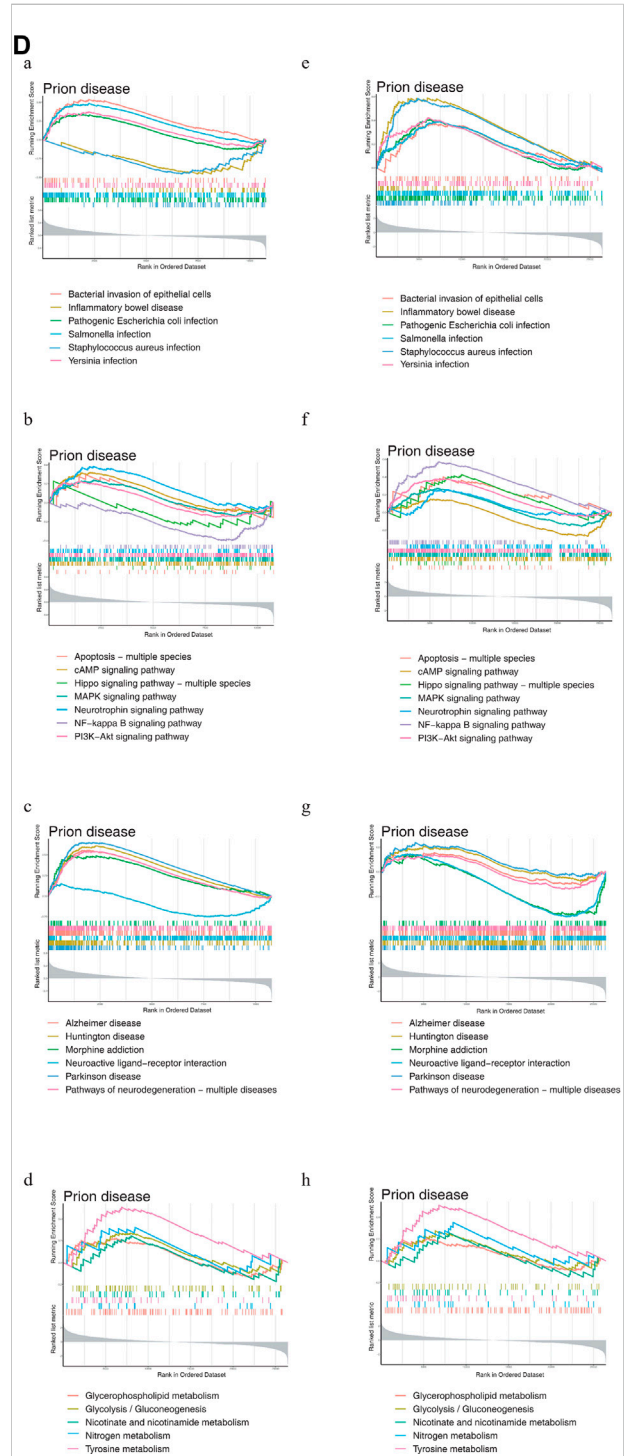 D
a
Prion disease
Running Enrichment Score
Ranked list metric
Rank in Ordered Dataset
Bacterial invasion of epithelial cells
Inflammatory bowel disease
Pathogenic Escherichia coli infection
Salmonella infection
Staphylococcus aureus infection
Yersinia infection
e
Prion disease
Running Enrichment Score
Ranked list metric
Rank in Ordered Dataset
Bacterial invasion of epithelial cells
Inflammatory bowel disease
Pathogenic Escherichia coli infection
Salmonella infection
Staphylococcus aureus infection
Yersinia infection
b
Prion disease
Running Enrichment Score
Ranked list metric
Rank in Ordered Dataset
Apoptosis − multiple species
cAMP signaling pathway
Hippo signaling pathway − multiple species
MAPK signaling pathway
Neurotrophin signaling pathway
NF−kappa B signaling pathway
PI3K−Akt signaling pathway
f
Prion disease
Running Enrichment Score
Ranked list metric
Rank in Ordered Dataset
Apoptosis − multiple species
cAMP signaling pathway
Hippo signaling pathway − multiple species
MAPK signaling pathway
Neurotrophin signaling pathway
NF−kappa B signaling pathway
PI3K−Akt signaling pathway
c
Prion disease
Running Enrichment Score
Ranked list metric
Rank in Ordered Dataset
Alzheimer disease
Huntington disease
Morphine addiction
Neuroactive ligand−receptor interaction
Parkinson disease
Pathways of neurodegeneration − multiple diseases
g
Prion disease
Running Enrichment Score
Ranked list metric
Rank in Ordered Dataset
Alzheimer disease
Huntington disease
Morphine addiction
Neuroactive ligand−receptor interaction
Parkinson disease
Pathways of neurodegeneration − multiple diseases
d
Prion disease
Running Enrichment Score
Ranked list metric
Rank in Ordered Dataset
Glycerophospholipid metabolism
Glycolysis / Gluconeogenesis
Nicotinate and nicotinamide metabolism
Nitrogen metabolism
Tyrosine metabolism
h
Prion disease
Running Enrichment Score
Ranked list metric
Rank in Ordered Dataset
Glycerophospholipid metabolism
Glycolysis / Gluconeogenesis
Nicotinate and nicotinamide metabolism
Nitrogen metabolism
Tyrosine metabolism